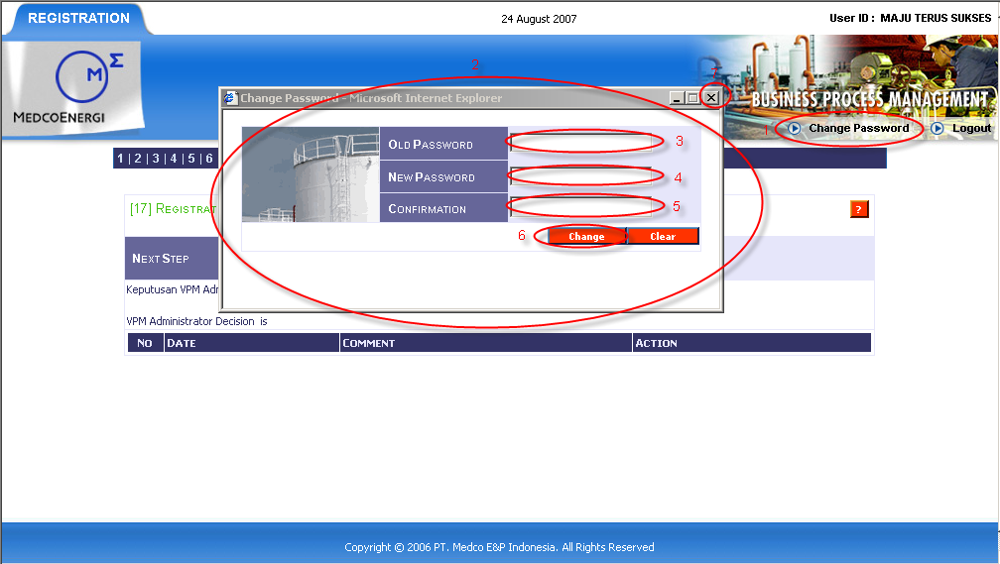 REGISTRATION
24 August 2007
User ID : MAJU TERUS SUKSES
MEDCOENERGI
BUSINESS PROCESS MANAGEMENT
1 Change Password Logout
2
7
Change Password - Microsoft Internet Explorer
1 | 2 | 3 | 4 | 5 | 6
OLD PASSWORD 3
NEW PASSWORD 4
CONFIRMATION 5
6 Change Clear
[17] REGISTRAT
?
NEXT STEP
Keputusan VPM Adr
VPM Administrator Decision is
NO DATE COMMENT ACTION
Copyright © 2006 PT. Medco E&P Indonesia. All Rights Reserved